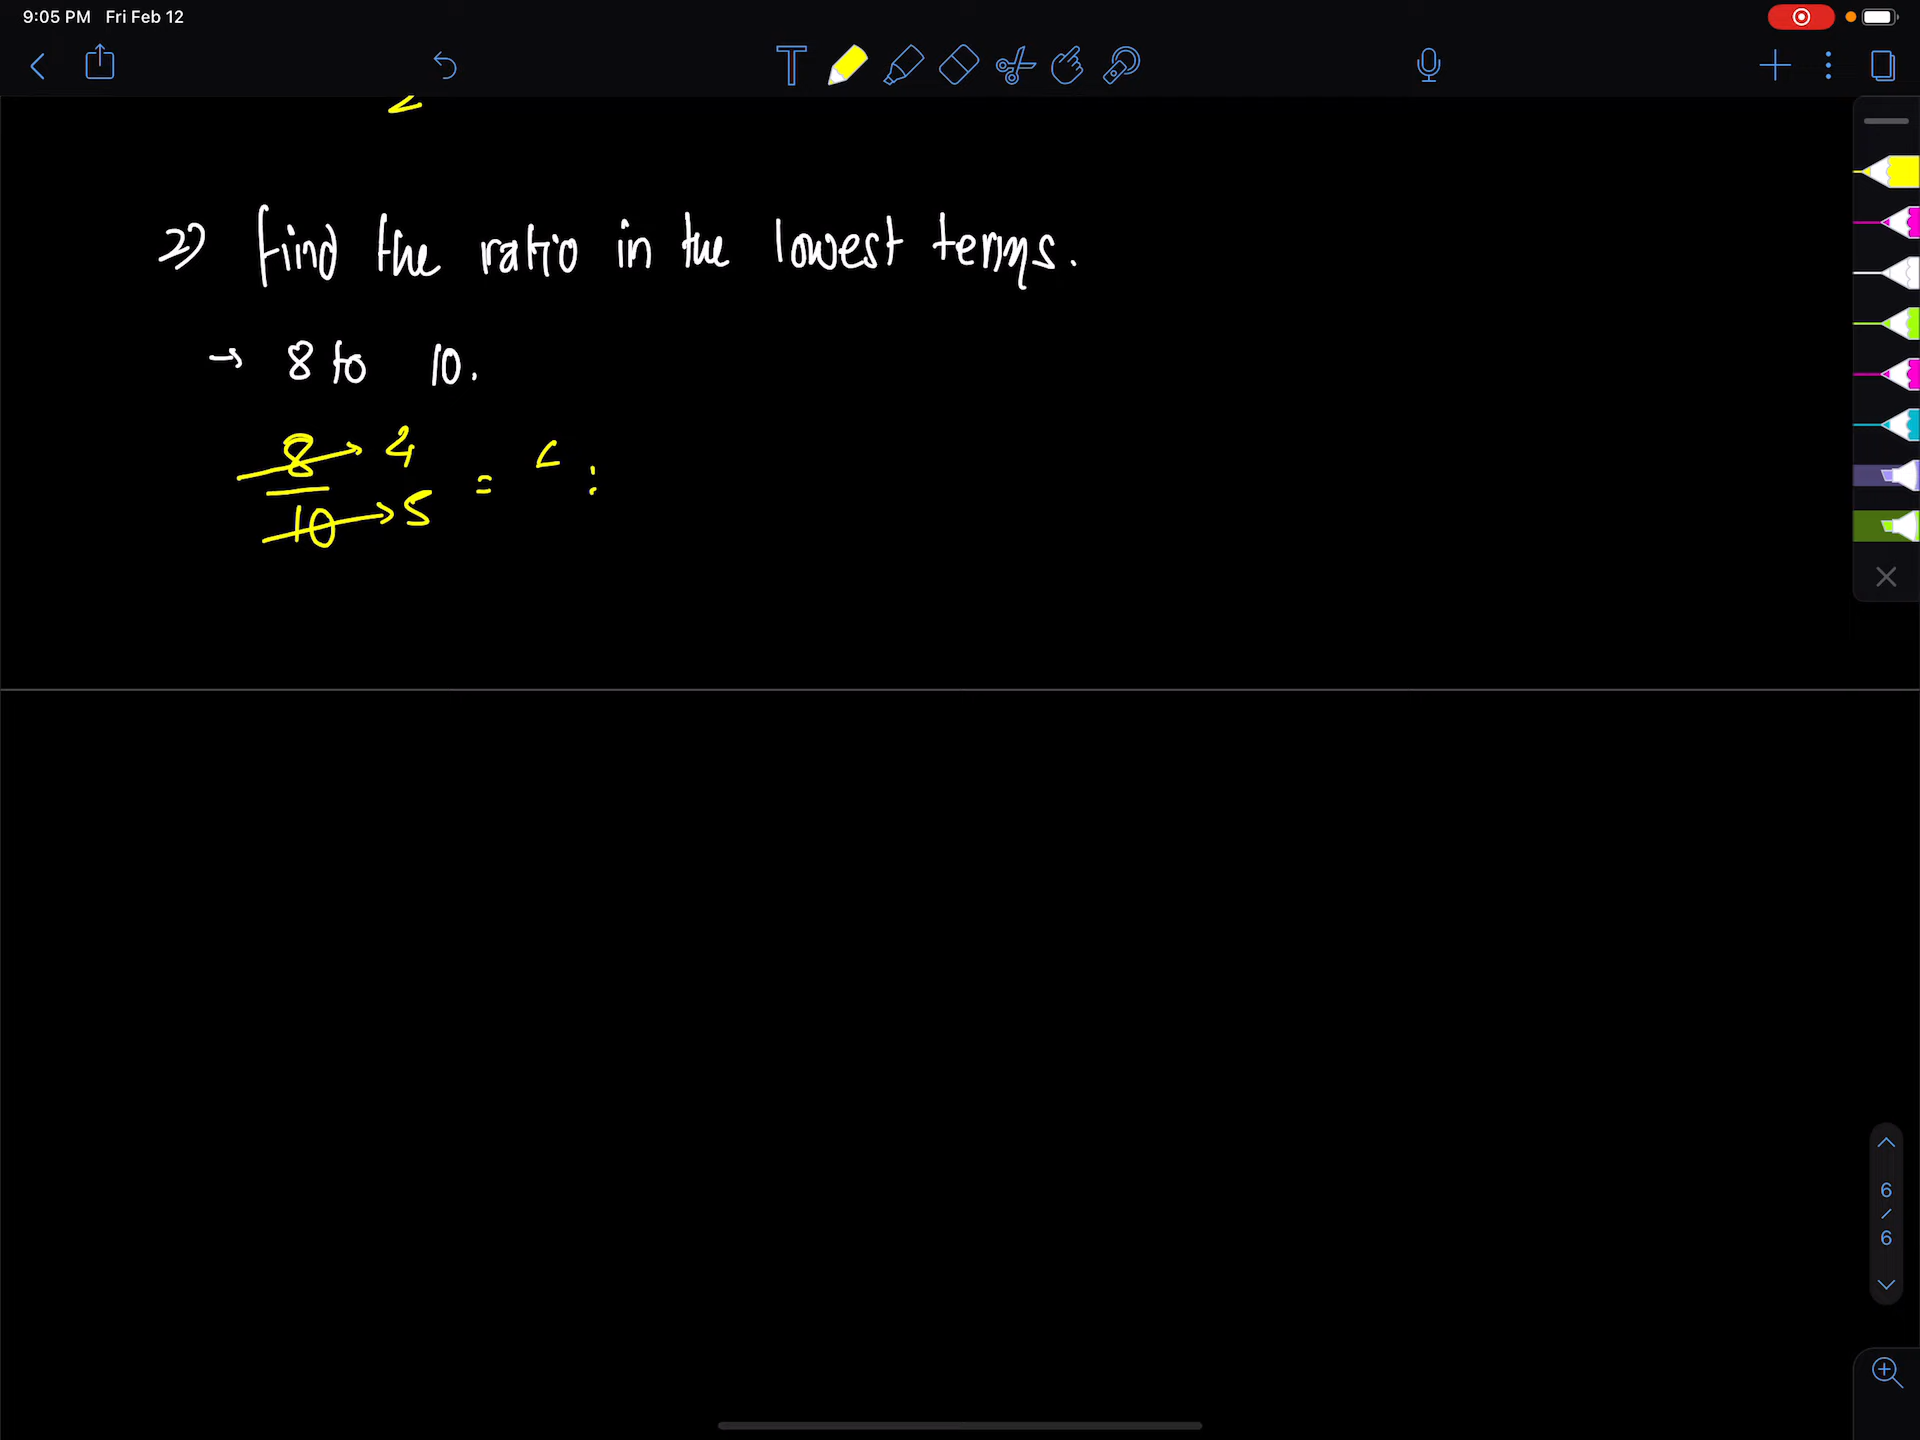 9:05 PM Fri Feb 12
2) find the ratio in the lowest terms.
→ 8 to 10.
8 → 4
10 → 5
= :
6
/
6